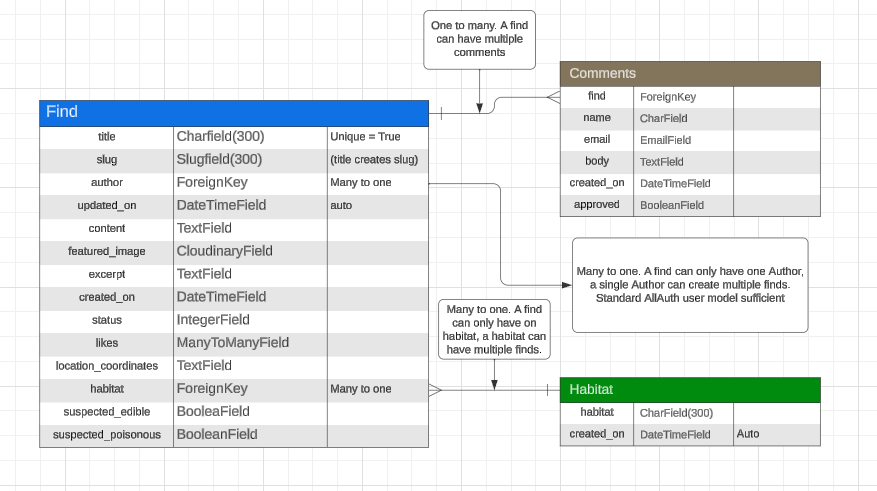 One to many. A find
can have multiple
comments
Find
title Charfield(300) Unique = True
slug Slugfield(300) (title creates slug)
author ForeignKey Many to one
updated_on DateTimeField auto
content TextField
featured_image CloudinaryField
excerpt TextField
created_on DateTimeField
status IntegerField
likes ManyToManyField
location_coordinates TextField
habitat ForeignKey Many to one
suspected_edible BooleaField
suspected_poisonous BooleanField
Comments
find ForeignKey
name CharField
email EmailField
body TextField
created_on DateTimeField
approved BooleanField
Many to one. A find can only have one Author,
a single Author can create multiple finds.
Standard AllAuth user model sufficient
Many to one. A find
can only have on
habitat, a habitat can
have multiple finds.
Habitat
habitat CharField(300)
created_on DateTimeField Auto